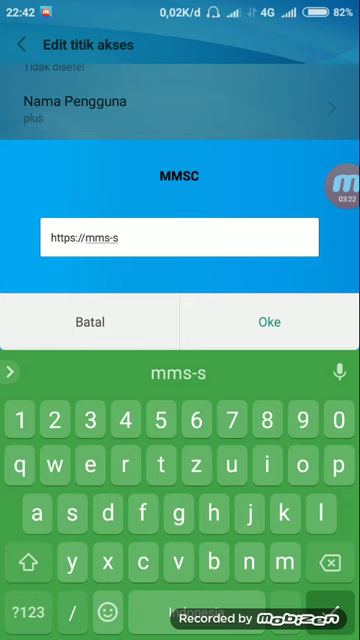 22:42 0,02K/d 4G 82%
Edit titik akses
Tidak disetel
Nama Pengguna
plus
MMSC
03:22
https://mms-s
Batal Oke
mms-s
1 2 3 4 5 6 7 8 9 0
q w e r t z u i o p
a s d f g h j k l
y x c v b n m
?123 / Indonesia
Recorded by mobizen